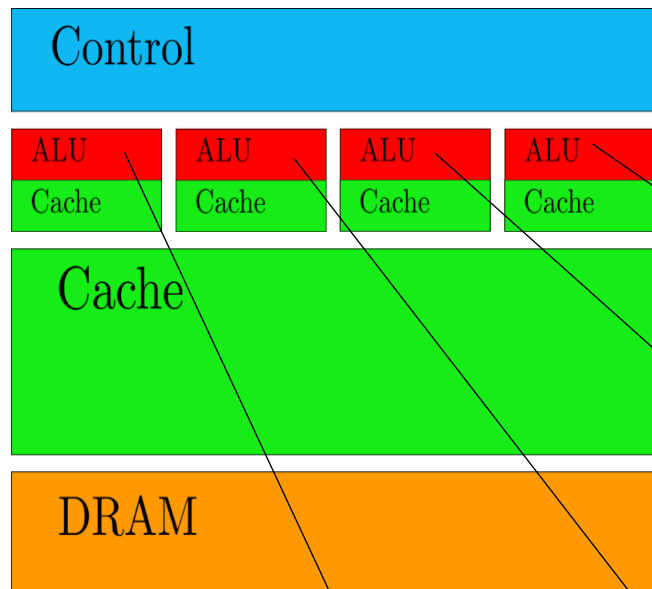 Control
ALU ALU ALU ALU
Cache Cache Cache Cache
Cache
DRAM